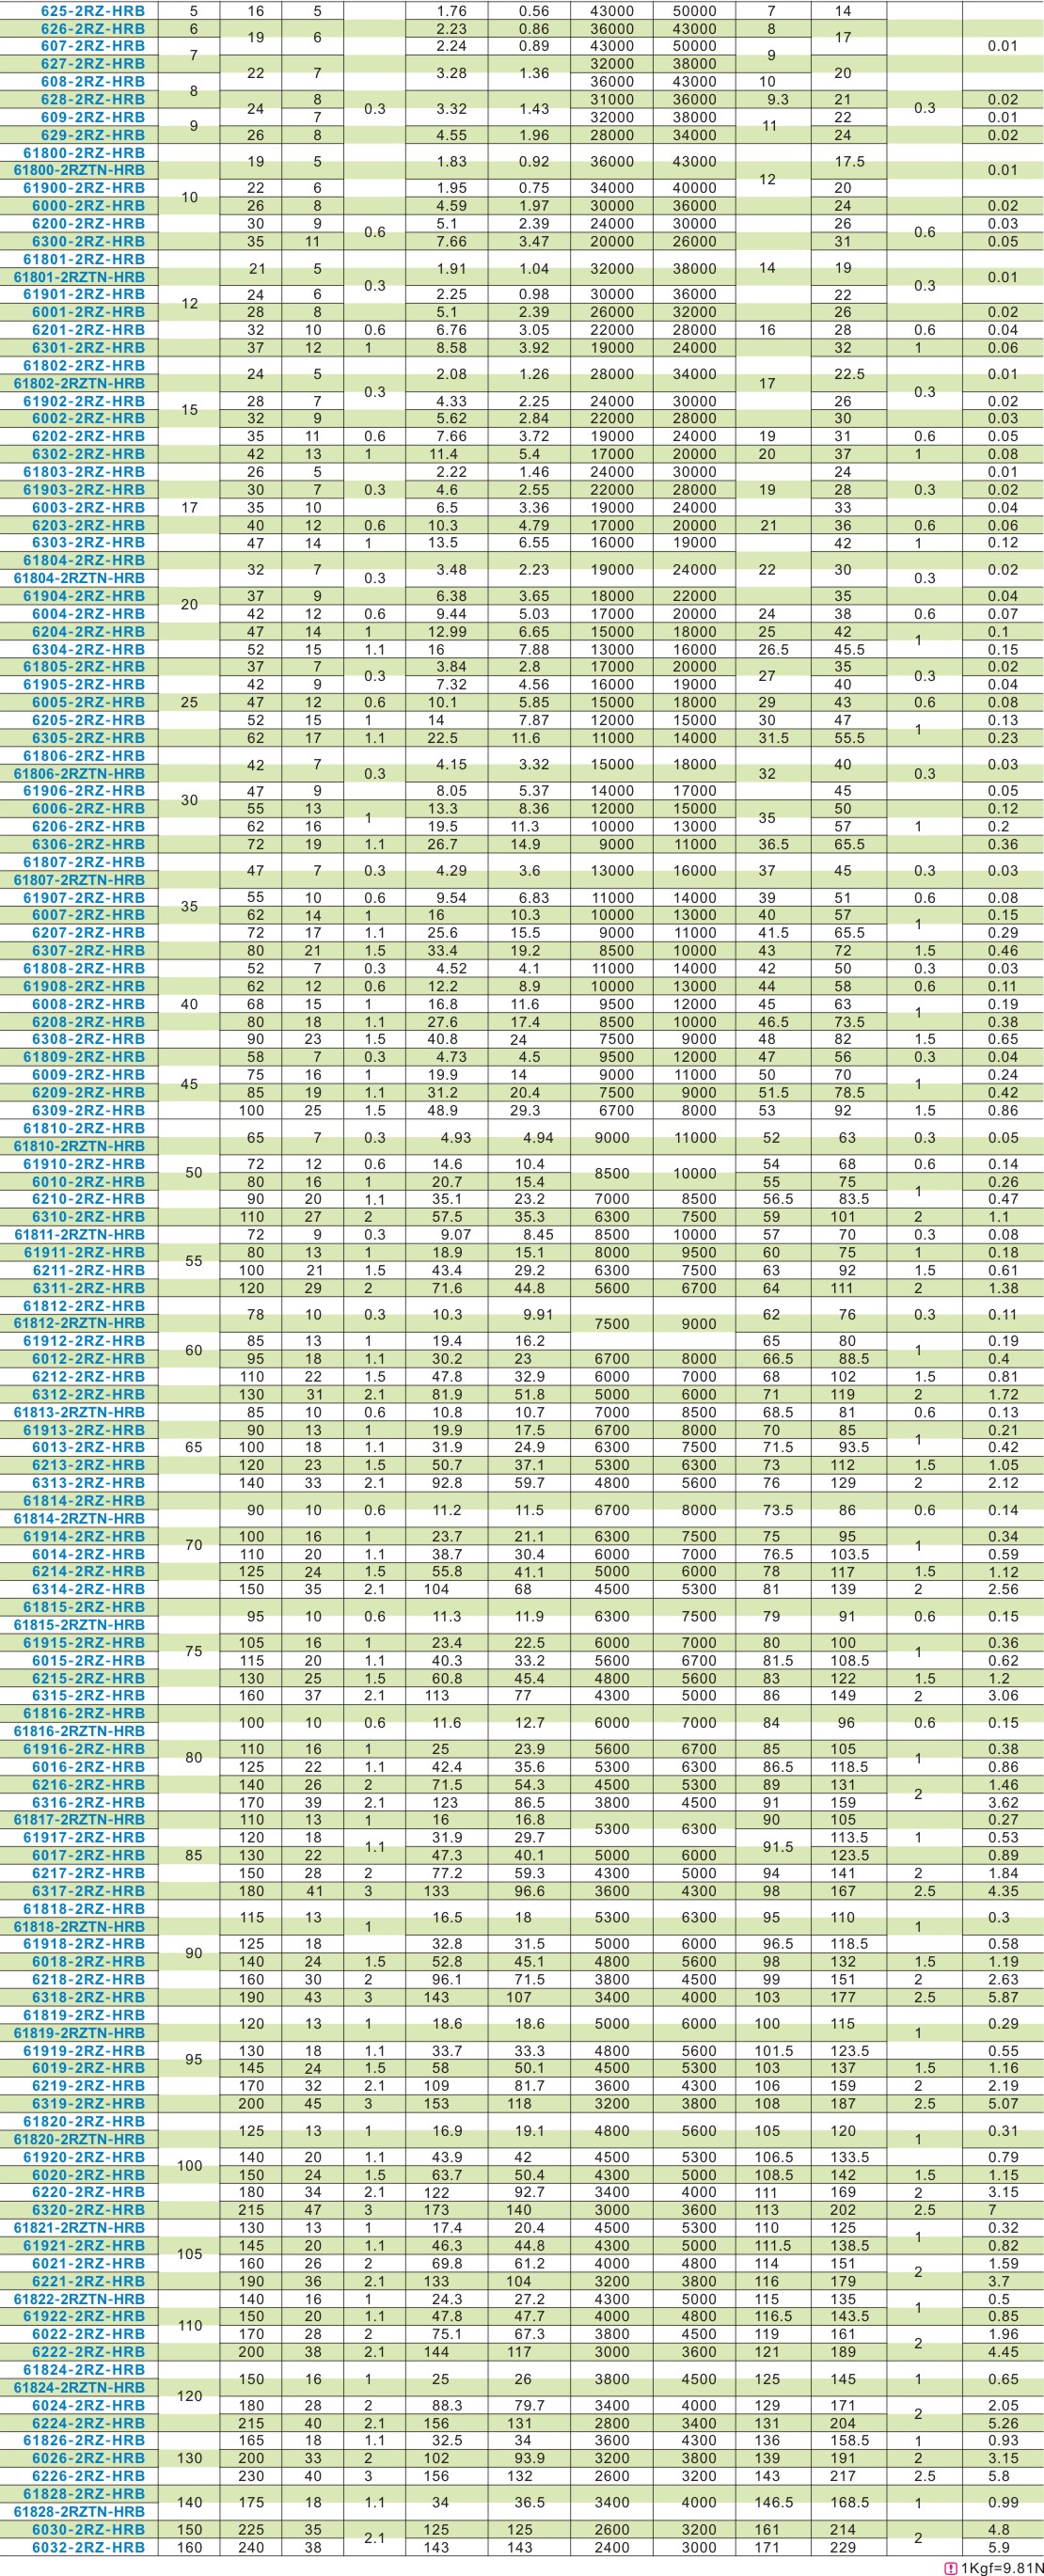 625-2RZ-HRB 5 16 5 1.76 0.56 43000 50000 7 14
626-2RZ-HRB 6 19 6 2.23 0.86 36000 43000 8 17
607-2RZ-HRB 7 2.24 0.89 43000 50000 9 0.01
627-2RZ-HRB 22 7 3.28 1.36 32000 38000 20
608-2RZ-HRB 8 36000 43000 10
628-2RZ-HRB 24 8 0.3 3.32 1.43 31000 36000 9.3 21 0.3 0.02
609-2RZ-HRB 9 7 32000 38000 11 22 0.01
629-2RZ-HRB 26 8 4.55 1.96 28000 34000 24 0.02
61800-2RZ-HRB 19 5 1.83 0.92 36000 43000 17.5 0.01
61800-2RZTN-HRB 12
61900-2RZ-HRB 10 22 6 1.95 0.75 34000 40000 20
6000-2RZ-HRB 26 8 4.59 1.97 30000 36000 24 0.02
6200-2RZ-HRB 30 9 0.6 5.1 2.39 24000 30000 26 0.6 0.03
6300-2RZ-HRB 35 11 7.66 3.47 20000 26000 31 0.05
61801-2RZ-HRB 21 5 1.91 1.04 32000 38000 14 19 0.01
61801-2RZTN-HRB 0.3 0.3
61901-2RZ-HRB 12 24 6 2.25 0.98 30000 36000 22
6001-2RZ-HRB 28 8 5.1 2.39 26000 32000 26 0.02
6201-2RZ-HRB 32 10 0.6 6.76 3.05 22000 28000 16 28 0.6 0.04
6301-2RZ-HRB 37 12 1 8.58 3.92 19000 24000 32 1 0.06
61802-2RZ-HRB 24 5 2.08 1.26 28000 34000 22.5 0.01
61802-2RZTN-HRB 0.3 17 0.3
61902-2RZ-HRB 15 28 7 4.33 2.25 24000 30000 26 0.02
6002-2RZ-HRB 32 9 5.62 2.84 22000 28000 30 0.03
6202-2RZ-HRB 35 11 0.6 7.66 3.72 19000 24000 19 31 0.6 0.05
6302-2RZ-HRB 42 13 1 11.4 5.4 17000 20000 20 37 1 0.08
61803-2RZ-HRB 26 5 2.22 1.46 24000 30000 24 0.01
61903-2RZ-HRB 30 7 0.3 4.6 2.55 22000 28000 19 28 0.3 0.02
6003-2RZ-HRB 17 35 10 6.5 3.36 19000 24000 33 0.04
6203-2RZ-HRB 40 12 0.6 10.3 4.79 17000 20000 21 36 0.6 0.06
6303-2RZ-HRB 47 14 1 13.5 6.55 16000 19000 42 1 0.12
61804-2RZ-HRB 32 7 3.48 2.23 19000 24000 22 30 0.02
61804-2RZTN-HRB 0.3 0.3
61904-2RZ-HRB 20 37 9 6.38 3.65 18000 22000 35 0.04
6004-2RZ-HRB 42 12 0.6 9.44 5.03 17000 20000 24 38 0.6 0.07
6204-2RZ-HRB 47 14 1 12.99 6.65 15000 18000 25 42 1 0.1
6304-2RZ-HRB 52 15 1.1 16 7.88 13000 16000 26.5 45.5 0.15
61805-2RZ-HRB 37 7 0.3 3.84 2.8 17000 20000 27 35 0.3 0.02
61905-2RZ-HRB 42 9 7.32 4.56 16000 19000 40 0.04
6005-2RZ-HRB 25 47 12 0.6 10.1 5.85 15000 18000 29 43 0.6 0.08
6205-2RZ-HRB 52 15 1 14 7.87 12000 15000 30 47 1 0.13
6305-2RZ-HRB 62 17 1.1 22.5 11.6 11000 14000 31.5 55.5 0.23
61806-2RZ-HRB 42 7 4.15 3.32 15000 18000 40 0.03
61806-2RZTN-HRB 0.3 32 0.3
61906-2RZ-HRB 30 47 9 8.05 5.37 14000 17000 45 0.05
6006-2RZ-HRB 55 13 1 13.3 8.36 12000 15000 35 50 0.12
6206-2RZ-HRB 62 16 19.5 11.3 10000 13000 57 1 0.2
6306-2RZ-HRB 72 19 1.1 26.7 14.9 9000 11000 36.5 65.5 0.36
61807-2RZ-HRB 47 7 0.3 4.29 3.6 13000 16000 37 45 0.3 0.03
61807-2RZTN-HRB
61907-2RZ-HRB 35 55 10 0.6 9.54 6.83 11000 14000 39 51 0.6 0.08
6007-2RZ-HRB 62 14 1 16 10.3 10000 13000 40 57 1 0.15
6207-2RZ-HRB 72 17 1.1 25.6 15.5 9000 11000 41.5 65.5 0.29
6307-2RZ-HRB 80 21 1.5 33.4 19.2 8500 10000 43 72 1.5 0.46
61808-2RZ-HRB 52 7 0.3 4.52 4.1 11000 14000 42 50 0.3 0.03
61908-2RZ-HRB 62 12 0.6 12.2 8.9 10000 13000 44 58 0.6 0.11
6008-2RZ-HRB 40 68 15 1 16.8 11.6 9500 12000 45 63 1 0.19
6208-2RZ-HRB 80 18 1.1 27.6 17.4 8500 10000 46.5 73.5 0.38
6308-2RZ-HRB 90 23 1.5 40.8 24 7500 9000 48 82 1.5 0.65
61809-2RZ-HRB 58 7 0.3 4.73 4.5 9500 12000 47 56 0.3 0.04
6009-2RZ-HRB 45 75 16 1 19.9 14 9000 11000 50 70 1 0.24
6209-2RZ-HRB 85 19 1.1 31.2 20.4 7500 9000 51.5 78.5 0.42
6309-2RZ-HRB 100 25 1.5 48.9 29.3 6700 8000 53 92 1.5 0.86
61810-2RZ-HRB 65 7 0.3 4.93 4.94 9000 11000 52 63 0.3 0.05
61810-2RZTN-HRB
61910-2RZ-HRB 50 72 12 0.6 14.6 10.4 8500 10000 54 68 0.6 0.14
6010-2RZ-HRB 80 16 1 20.7 15.4 55 75 1 0.26
6210-2RZ-HRB 90 20 1.1 35.1 23.2 7000 8500 56.5 83.5 0.47
6310-2RZ-HRB 110 27 2 57.5 35.3 6300 7500 59 101 2 1.1
61811-2RZTN-HRB 72 9 0.3 9.07 8.45 8500 10000 57 70 0.3 0.08
61911-2RZ-HRB 55 80 13 1 18.9 15.1 8000 9500 60 75 1 0.18
6211-2RZ-HRB 100 21 1.5 43.4 29.2 6300 7500 63 92 1.5 0.61
6311-2RZ-HRB 120 29 2 71.6 44.8 5600 6700 64 111 2 1.38
61812-2RZ-HRB 78 10 0.3 10.3 9.91 62 76 0.3 0.11
61812-2RZTN-HRB 7500 9000
61912-2RZ-HRB 60 85 13 1 19.4 16.2 65 80 1 0.19
6012-2RZ-HRB 95 18 1.1 30.2 23 6700 8000 66.5 88.5 0.4
6212-2RZ-HRB 110 22 1.5 47.8 32.9 6000 7000 68 102 1.5 0.81
6312-2RZ-HRB 130 31 2.1 81.9 51.8 5000 6000 71 119 2 1.72
61813-2RZTN-HRB 85 10 0.6 10.8 10.7 7000 8500 68.5 81 0.6 0.13
61913-2RZ-HRB 90 13 1 19.9 17.5 6700 8000 70 85 1 0.21
6013-2RZ-HRB 65 100 18 1.1 31.9 24.9 6300 7500 71.5 93.5 0.42
6213-2RZ-HRB 120 23 1.5 50.7 37.1 5300 6300 73 112 1.5 1.05
6313-2RZ-HRB 140 33 2.1 92.8 59.7 4800 5600 76 129 2 2.12
61814-2RZ-HRB 90 10 0.6 11.2 11.5 6700 8000 73.5 86 0.6 0.14
61814-2RZTN-HRB
61914-2RZ-HRB 70 100 16 1 23.7 21.1 6300 7500 75 95 1 0.34
6014-2RZ-HRB 110 20 1.1 38.7 30.4 6000 7000 76.5 103.5 0.59
6214-2RZ-HRB 125 24 1.5 55.8 41.1 5000 6000 78 117 1.5 1.12
6314-2RZ-HRB 150 35 2.1 104 68 4500 5300 81 139 2 2.56
61815-2RZ-HRB 95 10 0.6 11.3 11.9 6300 7500 79 91 0.6 0.15
61815-2RZTN-HRB
61915-2RZ-HRB 75 105 16 1 23.4 22.5 6000 7000 80 100 1 0.36
6015-2RZ-HRB 115 20 1.1 40.3 33.2 5600 6700 81.5 108.5 0.62
6215-2RZ-HRB 130 25 1.5 60.8 45.4 4800 5600 83 122 1.5 1.2
6315-2RZ-HRB 160 37 2.1 113 77 4300 5000 86 149 2 3.06
61816-2RZ-HRB 100 10 0.6 11.6 12.7 6000 7000 84 96 0.6 0.15
61816-2RZTN-HRB
61916-2RZ-HRB 80 110 16 1 25 23.9 5600 6700 85 105 1 0.38
6016-2RZ-HRB 125 22 1.1 42.4 35.6 5300 6300 86.5 118.5 0.86
6216-2RZ-HRB 140 26 2 71.5 54.3 4500 5300 89 131 2 1.46
6316-2RZ-HRB 170 39 2.1 123 86.5 3800 4500 91 159 3.62
61817-2RZTN-HRB 110 13 1 16 16.8 5300 6300 90 105 0.27
61917-2RZ-HRB 120 18 1.1 31.9 29.7 91.5 113.5 1 0.53
6017-2RZ-HRB 85 130 22 47.3 40.1 5000 6000 123.5 0.89
6217-2RZ-HRB 150 28 2 77.2 59.3 4300 5000 94 141 2 1.84
6317-2RZ-HRB 180 41 3 133 96.6 3600 4300 98 167 2.5 4.35
61818-2RZ-HRB 115 13 1 16.5 18 5300 6300 95 110 1 0.3
61818-2RZTN-HRB
61918-2RZ-HRB 90 125 18 32.8 31.5 5000 6000 96.5 118.5 0.58
6018-2RZ-HRB 140 24 1.5 52.8 45.1 4800 5600 98 132 1.5 1.19
6218-2RZ-HRB 160 30 2 96.1 71.5 3800 4500 99 151 2 2.63
6318-2RZ-HRB 190 43 3 143 107 3400 4000 103 177 2.5 5.87
61819-2RZ-HRB 120 13 1 18.6 18.6 5000 6000 100 115 0.29
61819-2RZTN-HRB 1
61919-2RZ-HRB 95 130 18 1.1 33.7 33.3 4800 5600 101.5 123.5 0.55
6019-2RZ-HRB 145 24 1.5 58 50.1 4500 5300 103 137 1.5 1.16
6219-2RZ-HRB 170 32 2.1 109 81.7 3600 4300 106 159 2 2.19
6319-2RZ-HRB 200 45 3 153 118 3200 3800 108 187 2.5 5.07
61820-2RZ-HRB 125 13 1 16.9 19.1 4800 5600 105 120 0.31
61820-2RZTN-HRB 1
61920-2RZ-HRB 100 140 20 1.1 43.9 42 4500 5300 106.5 133.5 0.79
6020-2RZ-HRB 150 24 1.5 63.7 50.4 4300 5000 108.5 142 1.5 1.15
6220-2RZ-HRB 180 34 2.1 122 92.7 3400 4000 111 169 2 3.15
6320-2RZ-HRB 215 47 3 173 140 3000 3600 113 202 2.5 7
61821-2RZTN-HRB 130 13 1 17.4 20.4 4500 5300 110 125 1 0.32
61921-2RZ-HRB 105 145 20 1.1 46.3 44.8 4300 5000 111.5 138.5 0.82
6021-2RZ-HRB 160 26 2 69.8 61.2 4000 4800 114 151 2 1.59
6221-2RZ-HRB 190 36 2.1 133 104 3200 3800 116 179 3.7
61822-2RZTN-HRB 140 16 1 24.3 27.2 4300 5000 115 135 1 0.5
61922-2RZ-HRB 110 150 20 1.1 47.8 47.7 4000 4800 116.5 143.5 0.85
6022-2RZ-HRB 170 28 2 75.1 67.3 3800 4500 119 161 2 1.96
6222-2RZ-HRB 200 38 2.1 144 117 3000 3600 121 189 4.45
61824-2RZ-HRB 150 16 1 25 26 3800 4500 125 145 1 0.65
61824-2RZTN-HRB 120
6024-2RZ-HRB 180 28 2 88.3 79.7 3400 4000 129 171 2 2.05
6224-2RZ-HRB 215 40 2.1 156 131 2800 3400 131 204 5.26
61826-2RZ-HRB 165 18 1.1 32.5 34 3600 4300 136 158.5 1 0.93
6026-2RZ-HRB 130 200 33 2 102 93.9 3200 3800 139 191 2 3.15
6226-2RZ-HRB 230 40 3 156 132 2600 3200 143 217 2.5 5.8
61828-2RZ-HRB 140 175 18 1.1 34 36.5 3400 4000 146.5 168.5 1 0.99
61828-2RZTN-HRB
6030-2RZ-HRB 150 225 35 2.1 125 125 2600 3200 161 214 2 4.8
6032-2RZ-HRB 160 240 38 143 143 2400 3000 171 229 5.9
! 1Kgf=9.81N